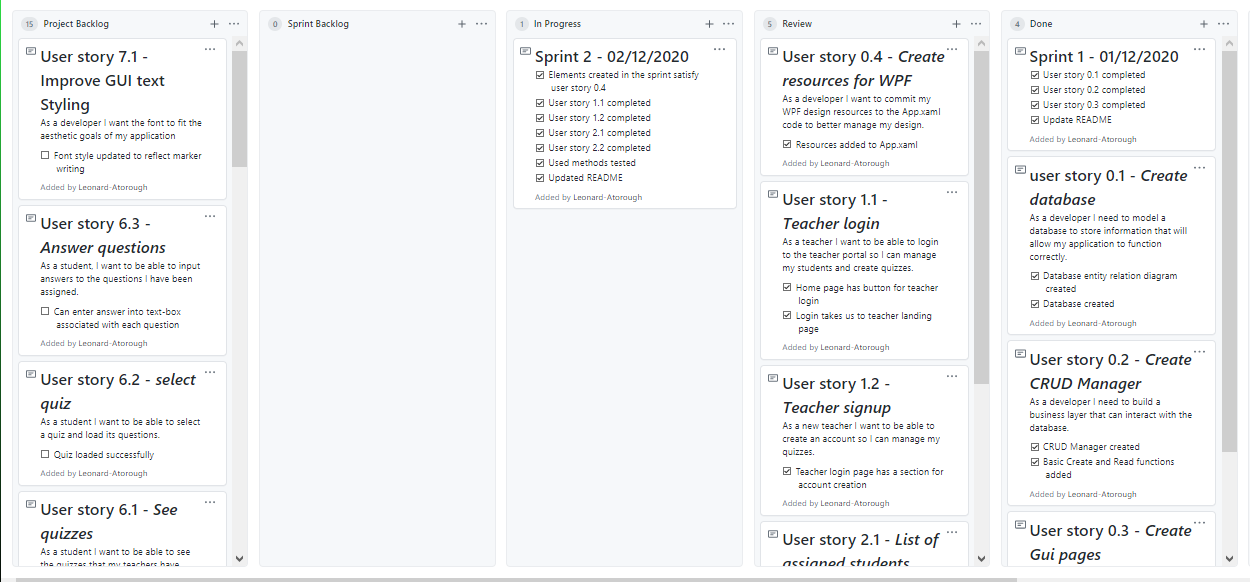 15 Project Backlog
User story 7.1 -
Improve GUI text
Styling
As a developer I want the font to fit the
aesthetic goals of my application
Font style updated to reflect marker
writing
Added by Leonard-Atorough
User story 6.3 -
Answer questions
As a student, I want to be able to input
answers to the questions I have been
assigned.
Can enter answer into text-box
associated with each question
Added by Leonard-Atorough
User story 6.2 - select
quiz
As a student I want to be able to select
a quiz and load its questions.
Quiz loaded successfully
Added by Leonard-Atorough
User story 6.1 - See
quizzes
As a student I want to be able to see
the quizzes that my teachers have
0 Sprint Backlog
1 In Progress
Sprint 2 - 02/12/2020
Elements created in the sprint satisfy
user story 0.4
User story 1.1 completed
User story 1.2 completed
User story 2.1 completed
User story 2.2 completed
Used methods tested
Updated README
Added by Leonard-Atorough
5 Review
User story 0.4 - Create
resources for WPF
As a developer I want to commit my
WPF design resources to the App.xaml
code to better manage my design.
Resources added to App.xaml
Added by Leonard-Atorough
User story 1.1 -
Teacher login
As a teacher I want to be able to login
to the teacher portal so I can manage
my students and create quizzes.
Home page has button for teacher
login
Login takes us to teacher landing
page
Added by Leonard-Atorough
User story 1.2 -
Teacher signup
As a new teacher I want to be able to
create an account so I can manage my
quizzes.
Teacher login page has a section for
account creation
Added by Leonard-Atorough
User story 2.1 - List of
assigned students
4 Done
Sprint 1 - 01/12/2020
User story 0.1 completed
User story 0.2 completed
User story 0.3 completed
Update README
Added by Leonard-Atorough
user story 0.1 - Create
database
As a developer I need to model a
database to store information that will
allow my application to function
correctly.
Database entity relation diagram
created
Database created
Added by Leonard-Atorough
User story 0.2 - Create
CRUD Manager
As a developer I need to build a
business layer that can interact with the
database.
CRUD Manager created
Basic Create and Read functions
added
Added by Leonard-Atorough
User story 0.3 - Create
Gui pages